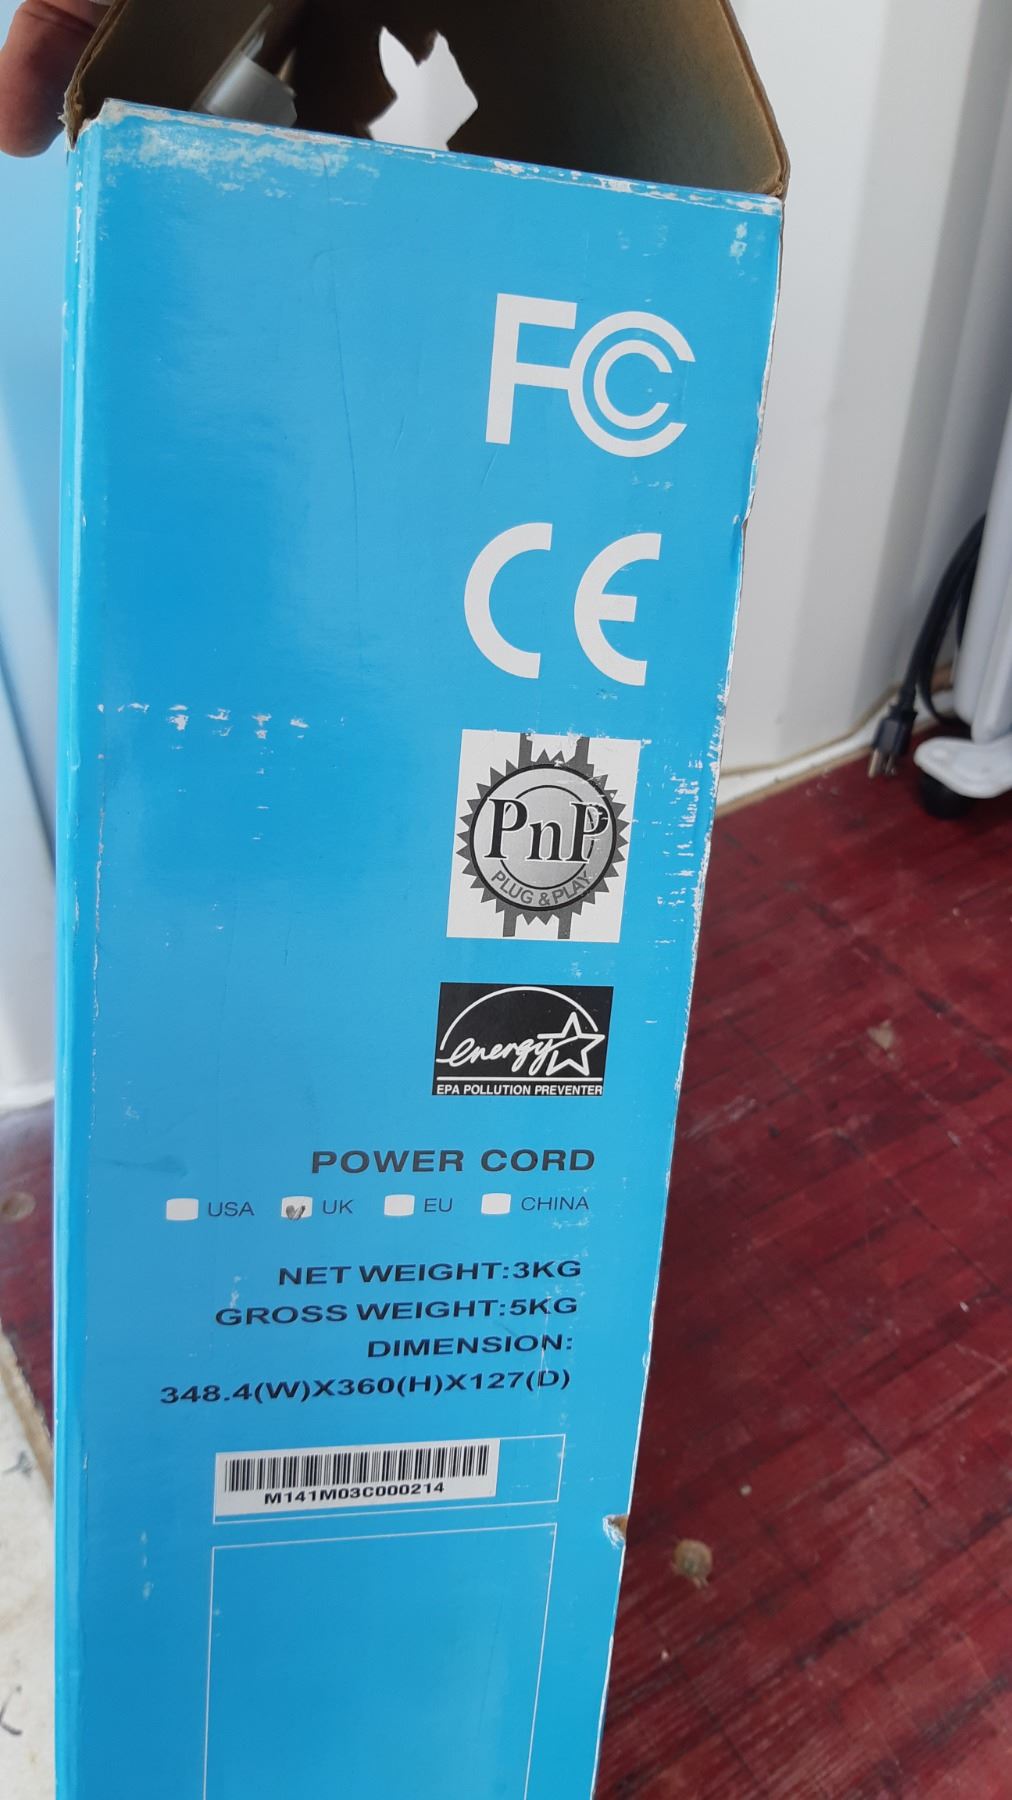 FC
CE
PnP
PLUG & PLAY
energy
EPA POLLUTION PREVENTER
POWER CORD
USA UK EU CHINA
NET WEIGHT:3KG
GROSS WEIGHT:5KG
DIMENSION:
348.4(W)X360(H)X127(D)
M141M03C000214